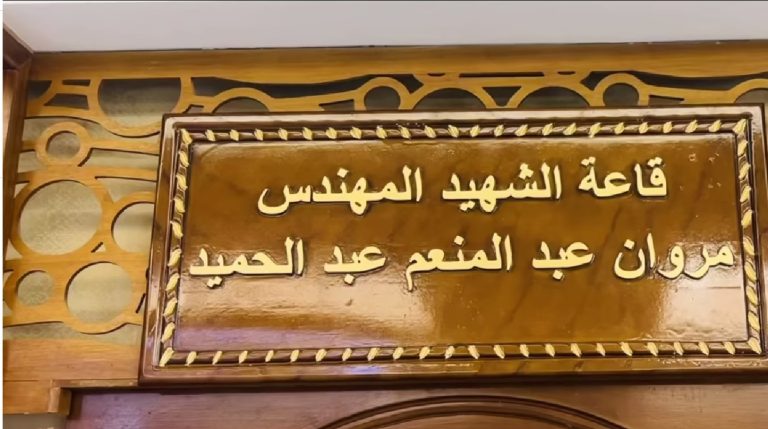 قاعة الشهيد المهندس
مروان عبد المنعم عبد الحميد